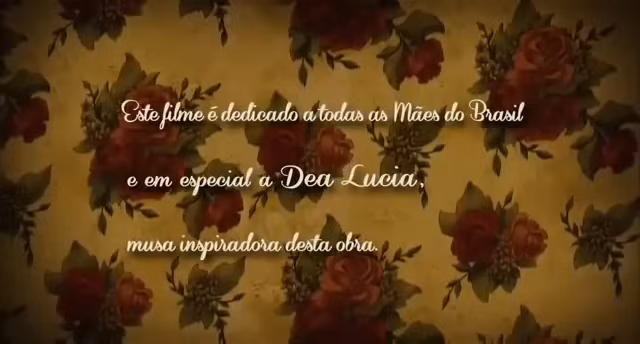 Este filme é dedicado a todas as Mães do Brasil
e em especial a Dea Lucia,
musa inspiradora desta obra.